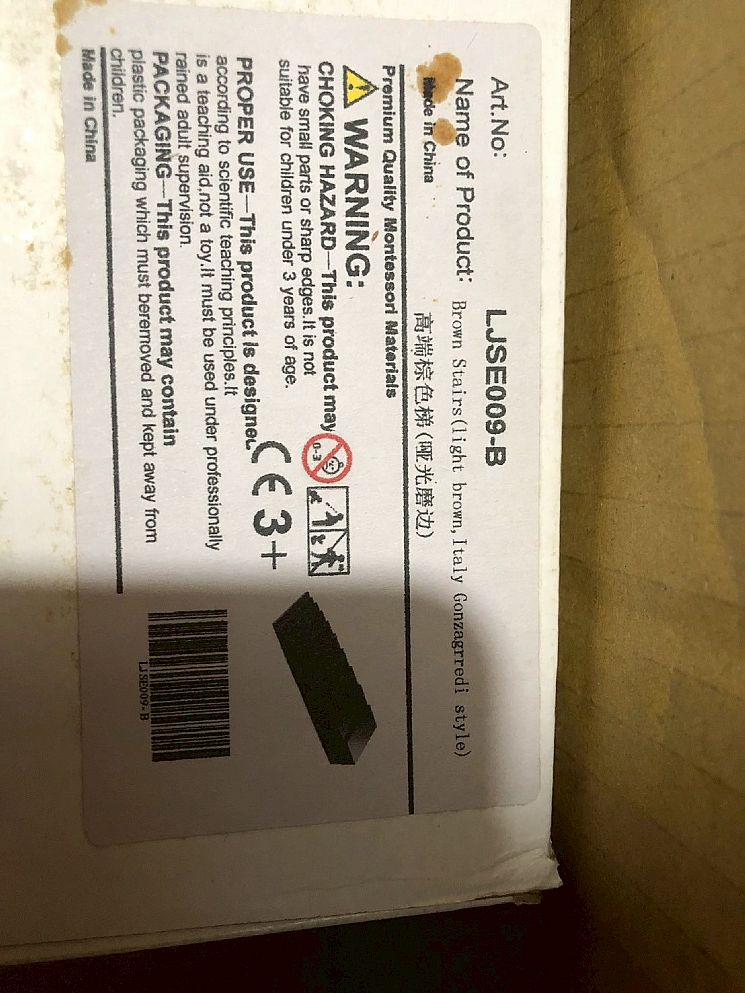 Art.No: LJSE009-B
Name of Product: Brown Stairs(light brown,Italy Gonzagrredi style)
高端棕色梯(哑光磨边)
Made in China
Premium Quality Montessori Materials
WARNING:
CHOKING HAZARD—This product may
have small parts or sharp edges.It is not
suitable for children under 3 years of age.
0-3
PROPER USE—This product is designed
according to scientific teaching principles.It
is a teaching aid.not a toy.It must be used under professionally
rained adult supervision.
CE 3+
PACKAGING—This product may contain
plastic packaging which must beremoved and kept away from
children.
Made in China
LJSE009-B